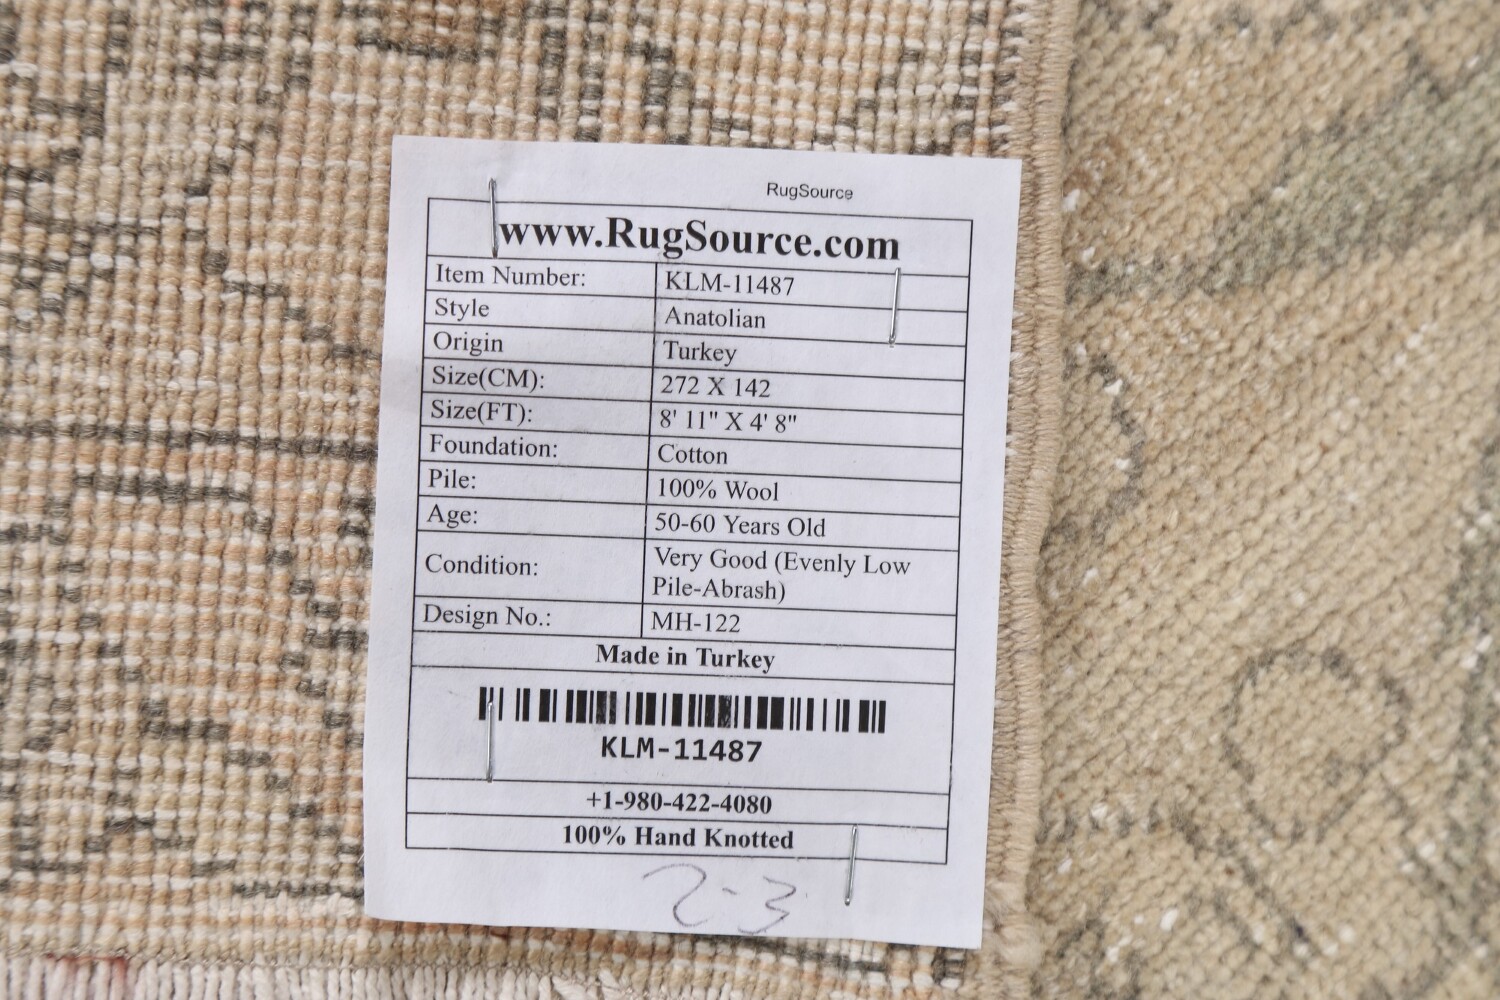 RugSource
www.RugSource.com
Item Number: KLM-11487
Style Anatolian
Origin Turkey
Size(CM): 272 X 142
Size(FT): 8' 11" X 4' 8"
Foundation: Cotton
Pile: 100% Wool
Age: 50-60 Years Old
Condition: Very Good (Evenly Low
Pile-Abrash)
Design No.: MH-122
Made in Turkey
KLM-11487
+1-980-422-4080
100% Hand Knotted
2-3